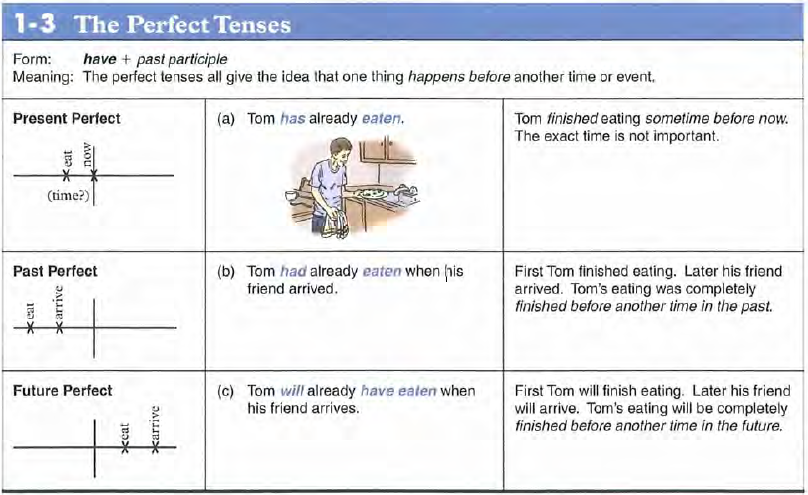 1-3 The Perfect Tenses
Form: have + past participle
Meaning: The perfect tenses all give the idea that one thing happens before another time or event.
Present Perfect
eat
now
(time?)
(a) Tom has already eaten.
Tom finished eating sometime before now.
The exact time is not important.
Past Perfect
eat
arrive
(b) Tom had already eaten when his
friend arrived.
First Tom finished eating. Later his friend
arrived. Tom's eating was completely
finished before another time in the past.
Future Perfect
eat
arrive
(c) Tom will already have eaten when
his friend arrives.
First Tom will finish eating. Later his friend
will arrive. Tom's eating will be completely
finished before another time in the future.